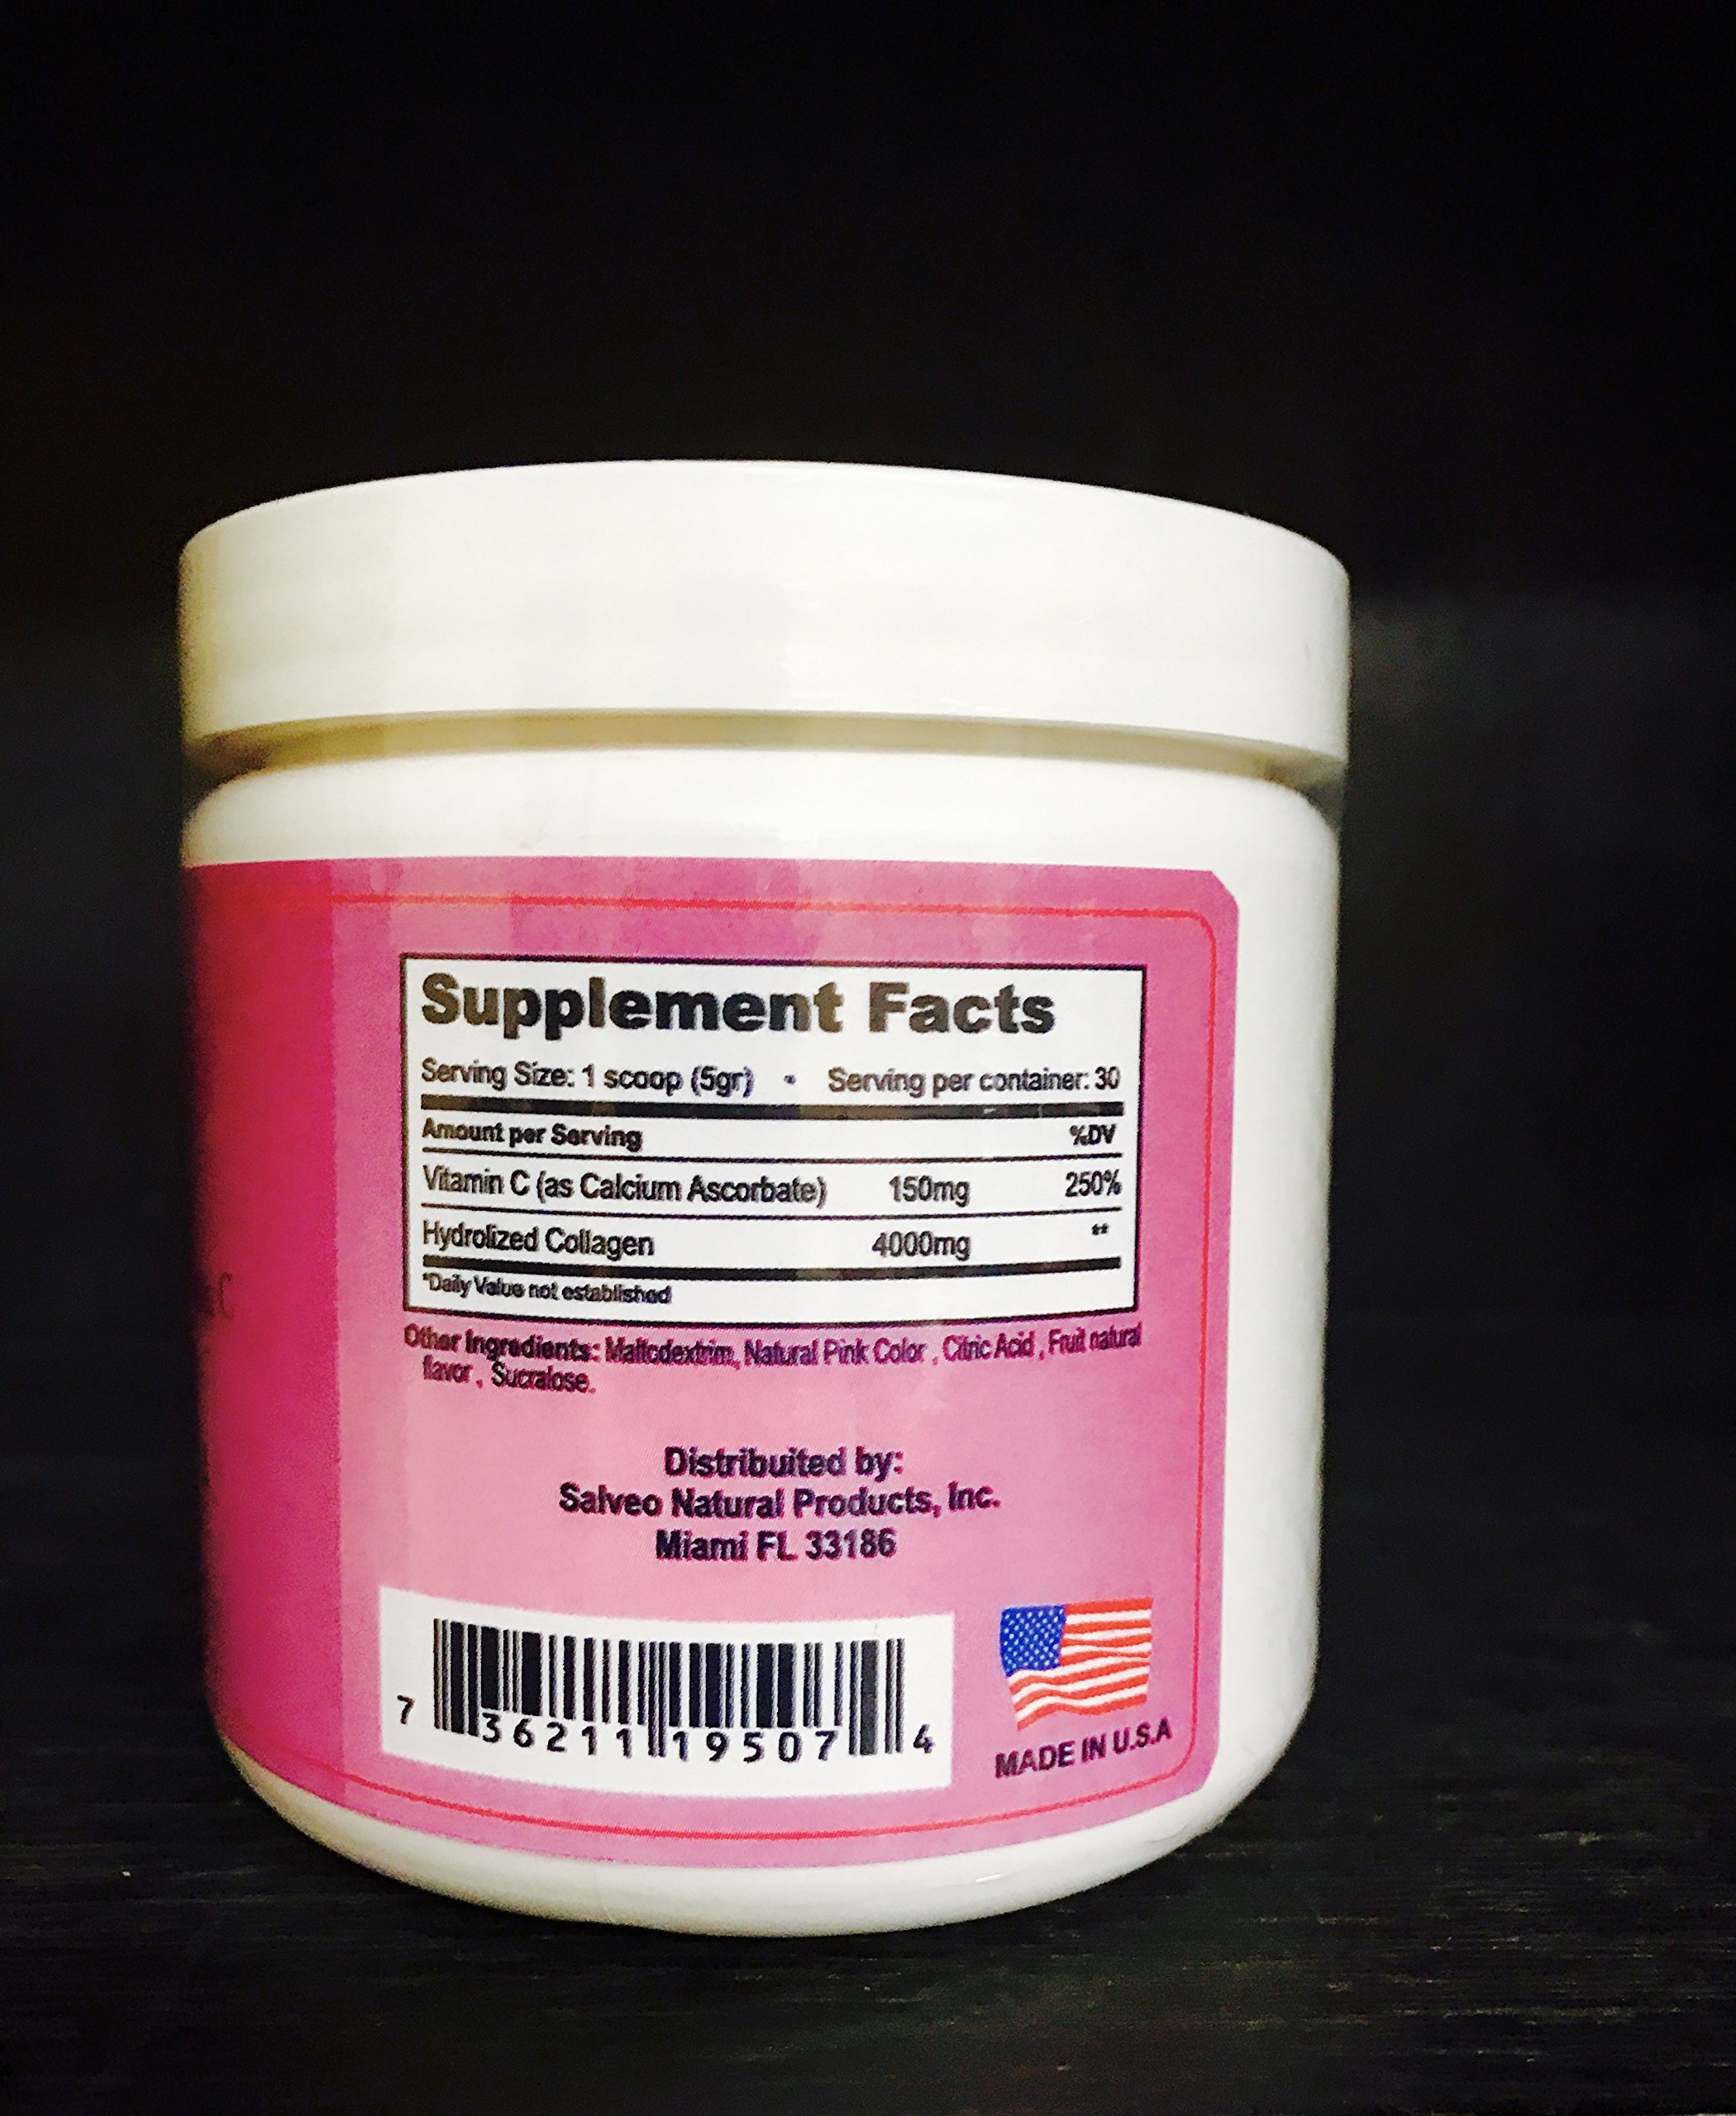 Supplement Facts
Serving Size: 1 scoop (5gr) • Serving per container: 30
Amount per Serving %DV
Vitamin C (as Calcium Ascorbate) 150mg 250%
Hydrolized Collagen 4000mg **
*Daily Value not established
Other Ingredients: Maltodextrim, Natural Pink Color , Citric Acid , Fruit natural
flavor , Sucralose.
Distribuited by:
Salveo Natural Products, Inc.
Miami FL 33186
7 36211 19507 4
MADE IN U.S.A